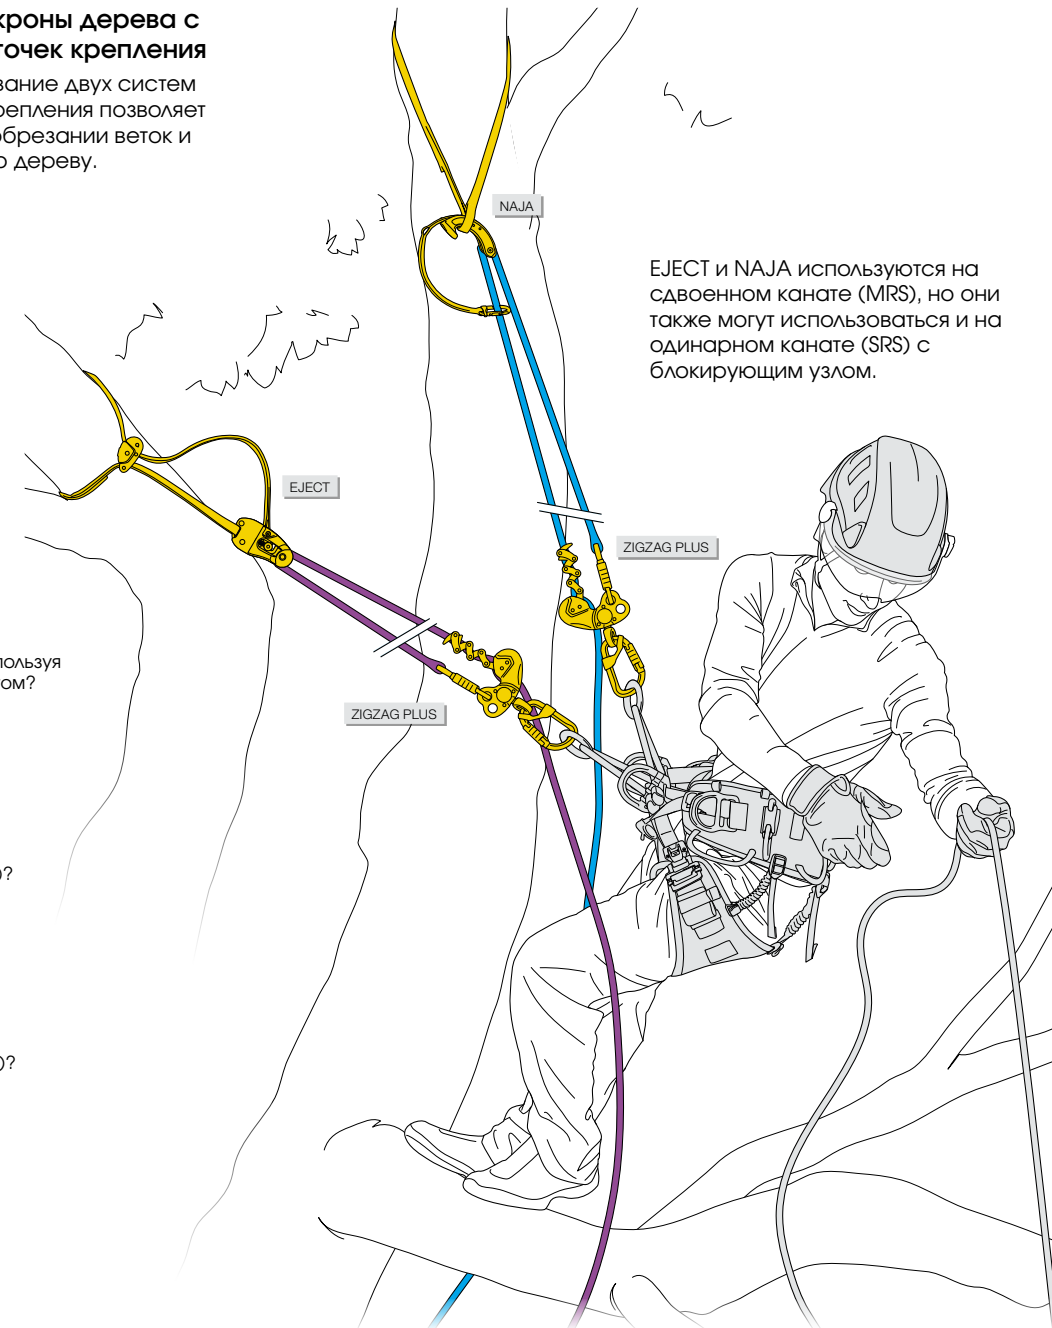 кроны дерева с
точек крепления
вание двух систем
репления позволяет
обрезании веток и
о дереву.
NAJA
EJECT и NAJA используются на
сдвоенном канате (MRS), но они
также могут использоваться и на
одинарном канате (SRS) с
блокирующим узлом.
EJECT
ZIGZAG PLUS
пользуя
ом?
ZIGZAG PLUS
)?
)?